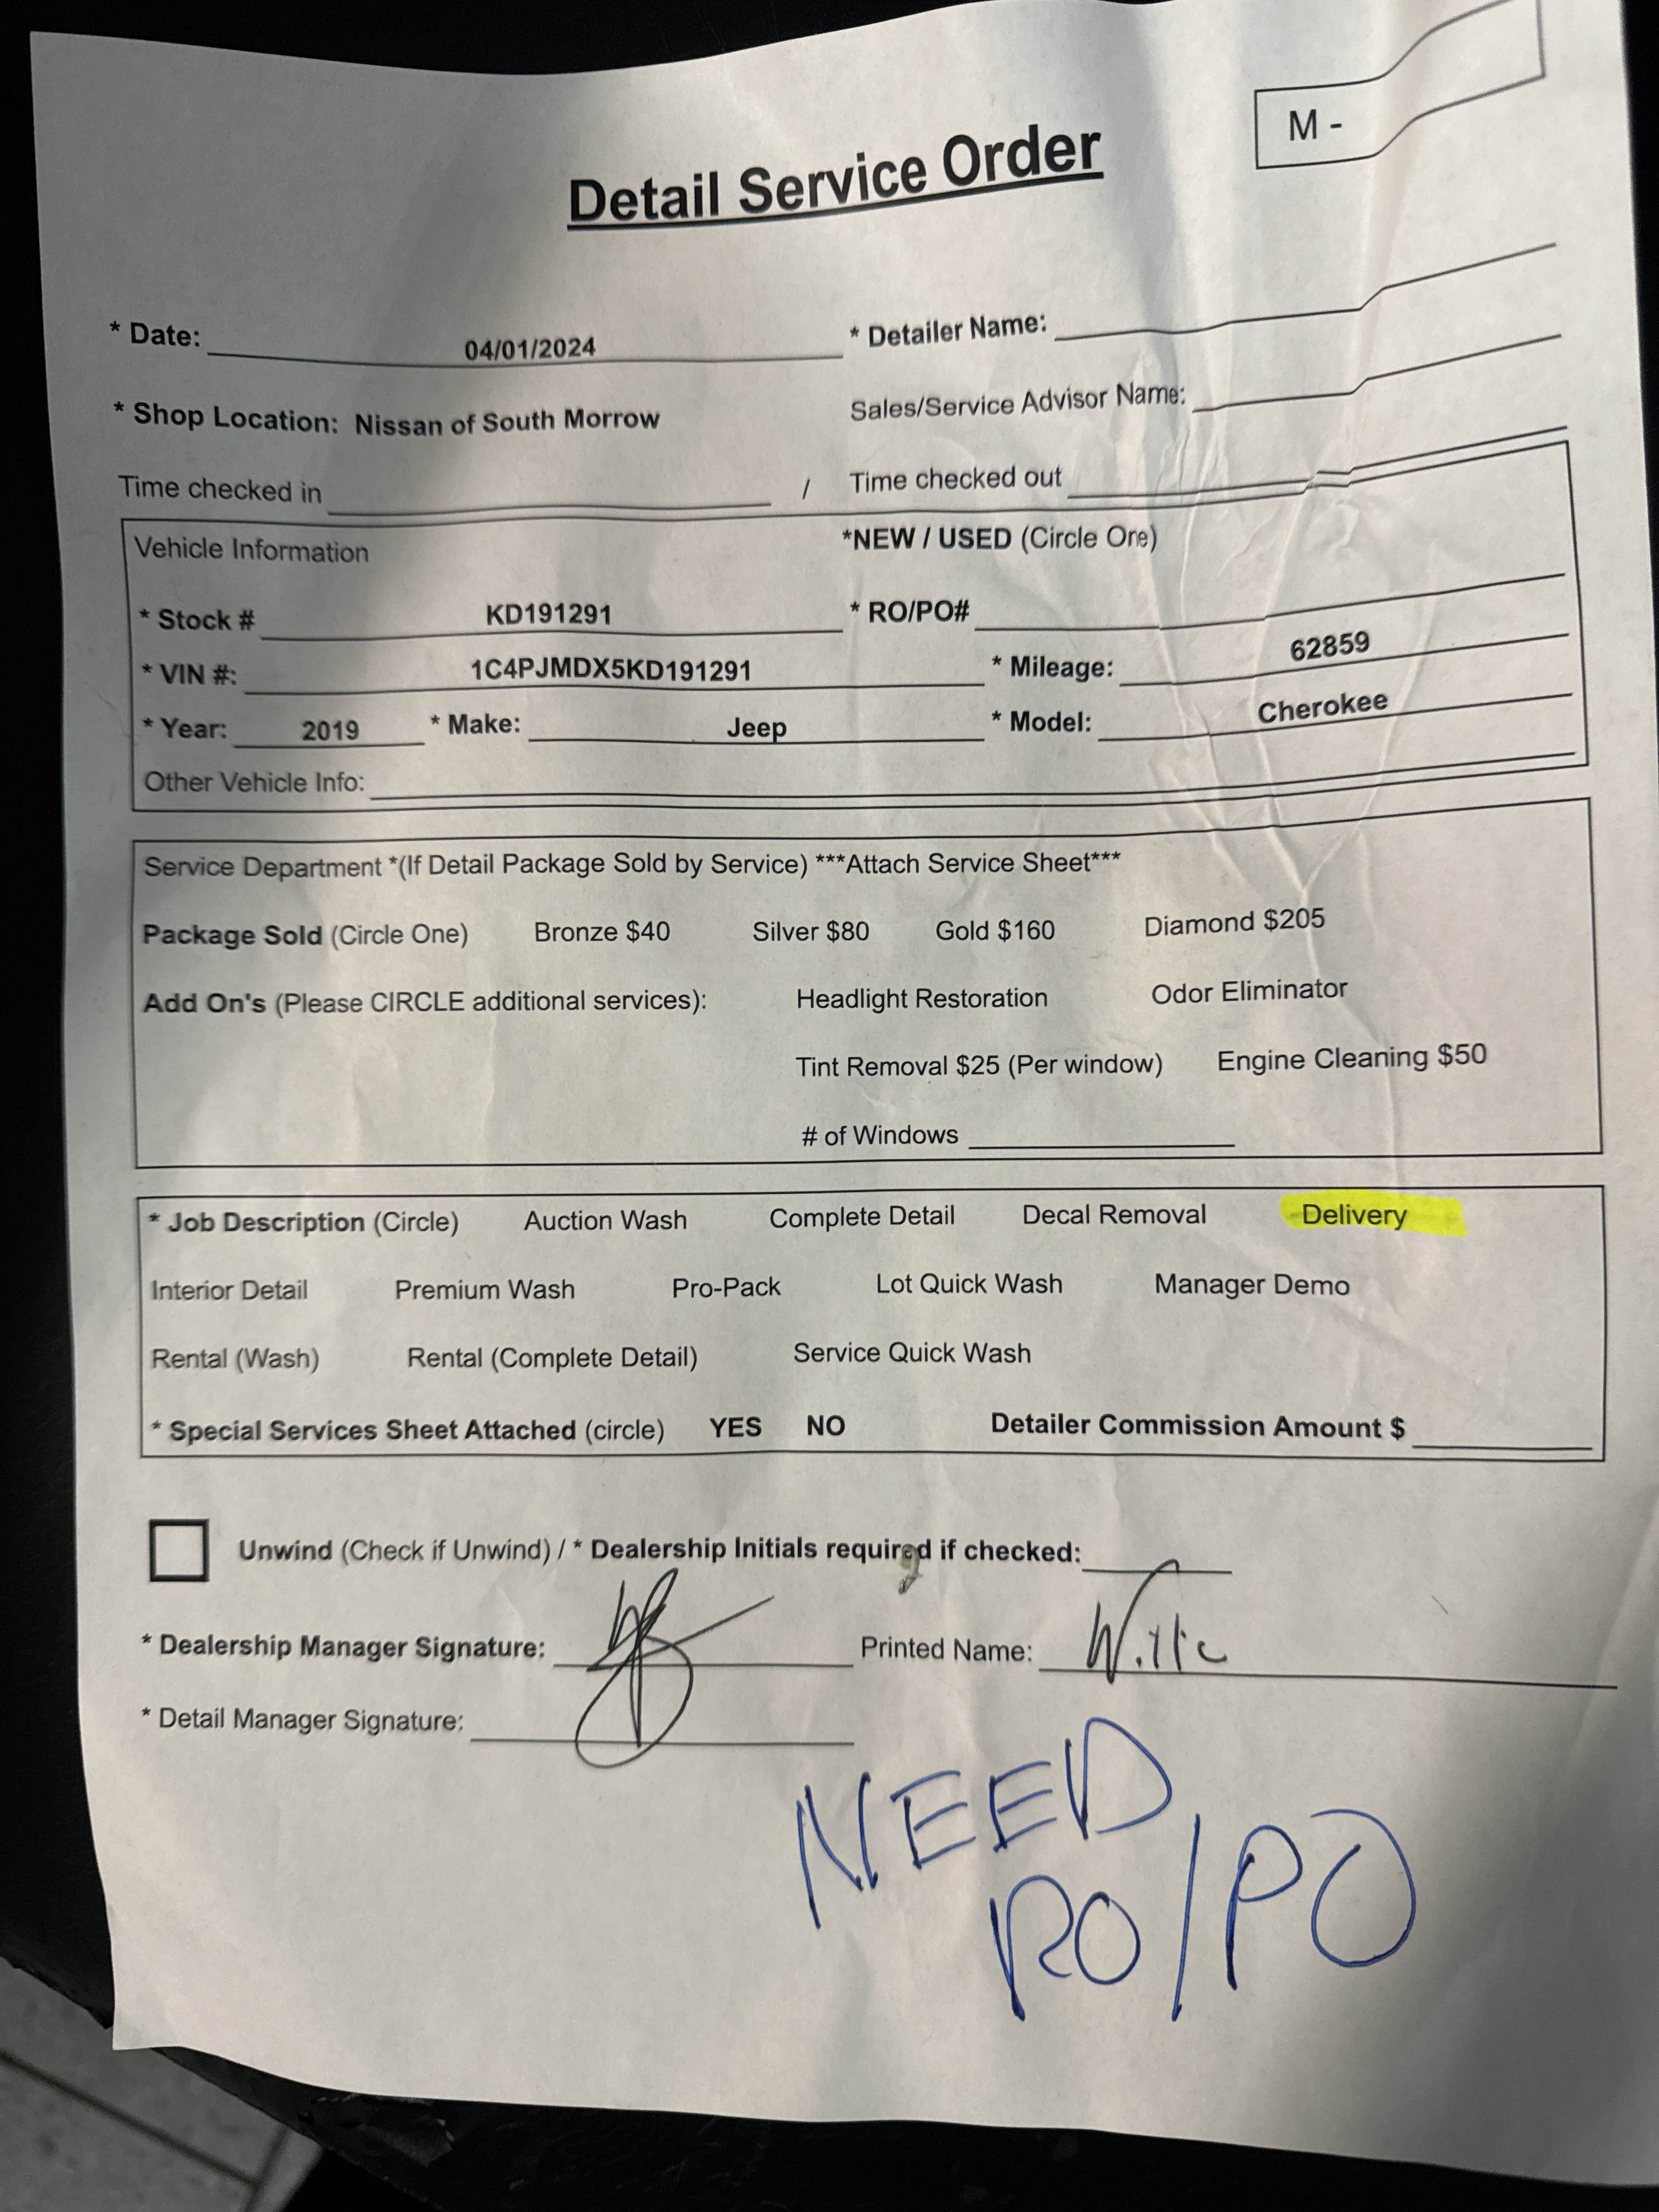 M -
Detail Service Order
* Date: 04/01/2024 * Detailer Name:
* Shop Location: Nissan of South Morrow Sales/Service Advisor Name:
Time checked in / Time checked out
Vehicle Information *NEW / USED (Circle One)
* Stock # KD191291 * RO/PO#
* VIN #: 1C4PJMDX5KD191291 * Mileage: 62859
* Year: 2019 * Make: Jeep * Model: Cherokee
Other Vehicle Info:
Service Department *(If Detail Package Sold by Service) ***Attach Service Sheet***
Package Sold (Circle One) Bronze $40 Silver $80 Gold $160 Diamond $205
Add On's (Please CIRCLE additional services): Headlight Restoration Odor Eliminator
Tint Removal $25 (Per window) Engine Cleaning $50
# of Windows
* Job Description (Circle) Auction Wash Complete Detail Decal Removal Delivery
Interior Detail Premium Wash Pro-Pack Lot Quick Wash Manager Demo
Rental (Wash) Rental (Complete Detail) Service Quick Wash
* Special Services Sheet Attached (circle) YES NO Detailer Commission Amount $
Unwind (Check if Unwind) / * Dealership Initials required if checked:
* Dealership Manager Signature: Printed Name:
* Detail Manager Signature:
NEED
RO/PO